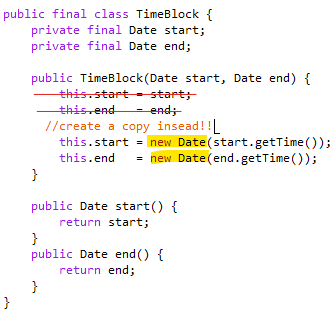 public final class TimeBlock {
    private final Date start;
    private final Date end;

    public TimeBlock(Date start, Date end) {
        this.start = start;
        this.end   = end;
      //create a copy insead!!
        this.start = new Date(start.getTime());
        this.end   = new Date(end.getTime());
    }

    public Date start() {
        return start;
    }
    public Date end() {
        return end;
    }
}